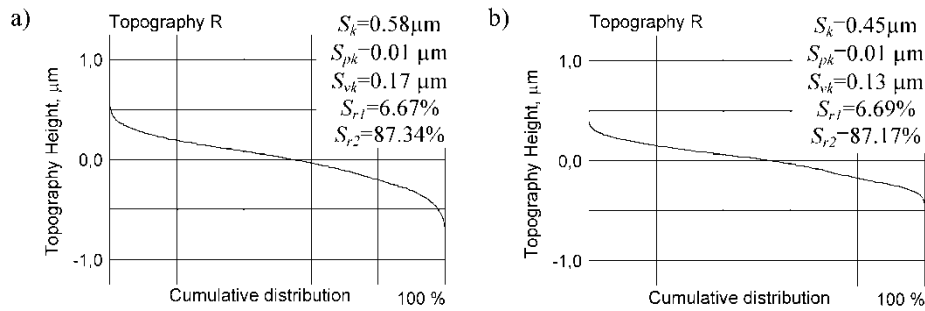 a)
Topography R
Sk=0.58μm
Spk=0.01 μm
Svk=0.17 μm
Sr1=6.67%
Sr2=87.34%
1,0
0,0
-1,0
Topography Height, μm
Cumulative distribution
100 %
b)
Topography R
Sk=0.45μm
Spk=0.01 μm
Svk=0.13 μm
Sr1=6.69%
Sr2=87.17%
1,0
0,0
-1,0
Topography Height, μm
Cumulative distribution
100 %